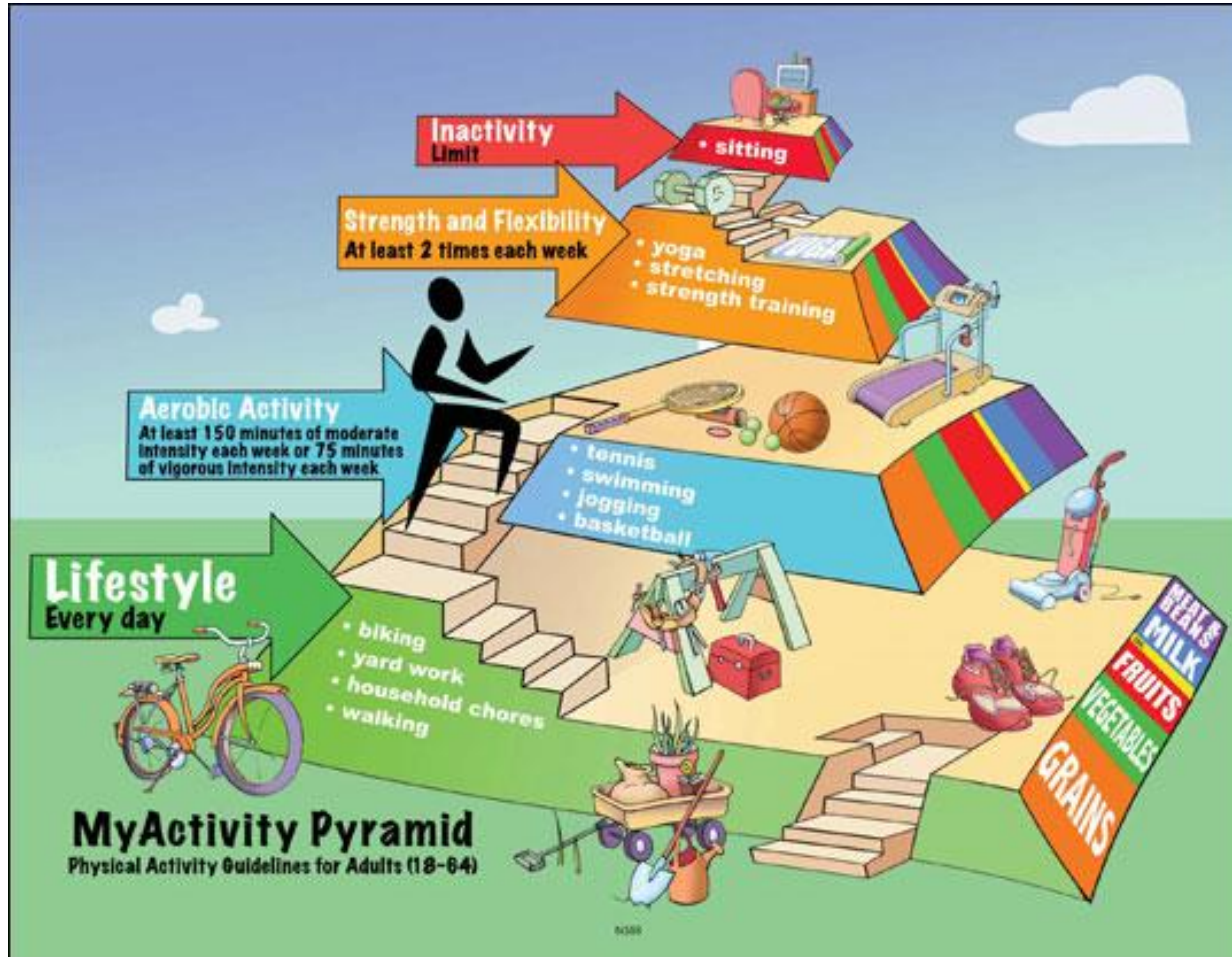 Inactivity
Limit
• sitting
Strength and Flexibility
At least 2 times each week
• yoga
• stretching
• strength training
YOGA
5
Aerobic Activity
At least 150 minutes of moderate
intensity each week or 75 minutes
of vigorous intensity each week
• tennis
• swimming
• jogging
• basketball
Lifestyle
Every day
• biking
• yard work
• household chores
• walking
MEAT &
BEANS
MILK
FRUITS
VEGETABLES
GRAINS
MyActivity Pyramid
Physical Activity Guidelines for Adults (18-64)